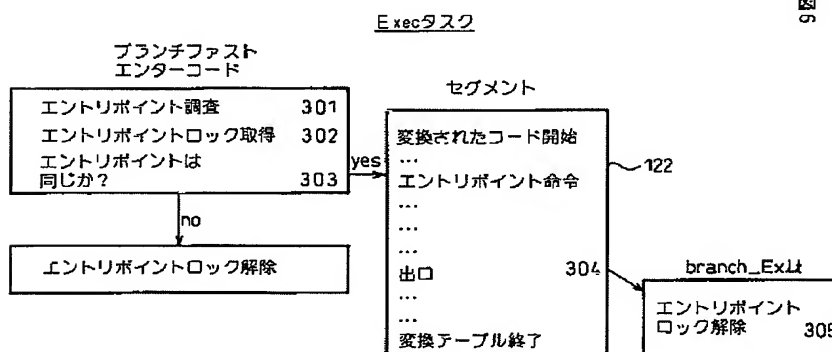 Execタスク
図6
ブランチファスト
エンターコード
エントリポイント調査 301
エントリポイントロック取得 302
エントリポイントは
同じか? 303
yes
no
エントリポイントロック解除
セグメント
変換されたコード開始
...
エントリポイント命令
...
...
...
出口 304
...
...
変換テーブル終了
122
branch_Exit
エントリポイント
ロック解除 305